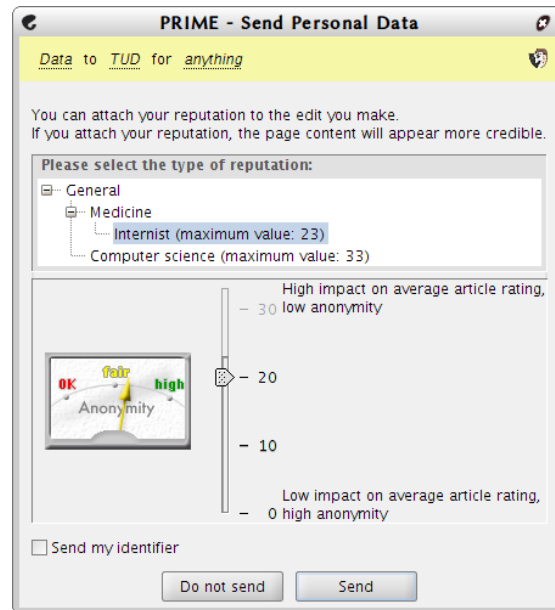 PRIME - Send Personal Data
Data to TUD for anything
You can attach your reputation to the edit you make.
If you attach your reputation, the page content will appear more credible.
Please select the type of reputation:
General
Medicine
Internist (maximum value: 23)
Computer science (maximum value: 33)
High impact on average article rating,
30 low anonymity
OK fair high
Anonymity
20
10
Low impact on average article rating,
0 high anonymity
Send my identifier
Do not send Send